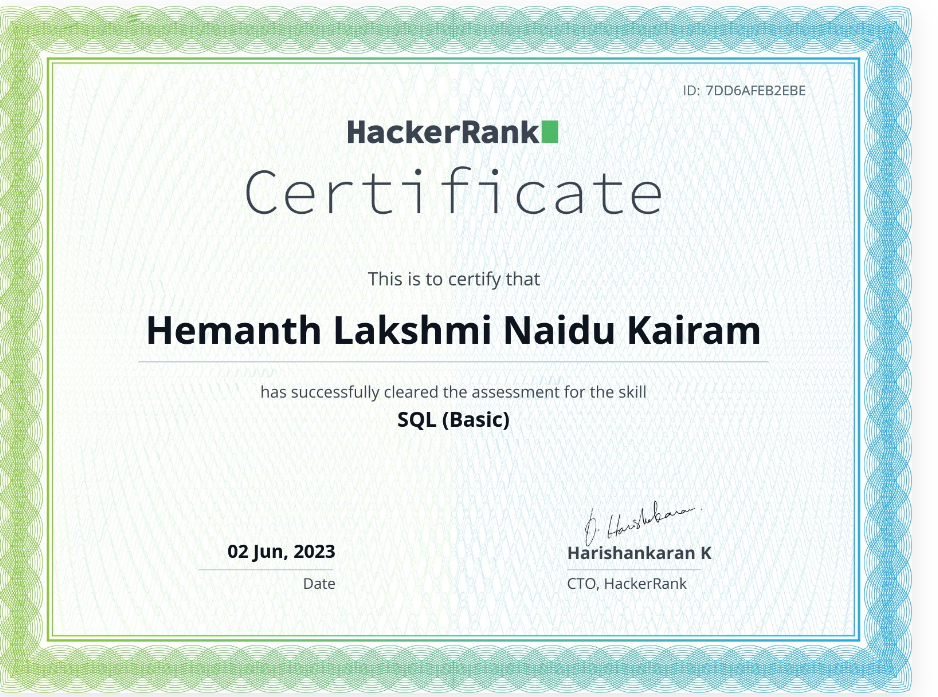 ID: 7DD6AFEB2EBE
HackerRank
Certificate
This is to certify that
Hemanth Lakshmi Naidu Kairam
has successfully cleared the assessment for the skill
SQL (Basic)
02 Jun, 2023
Date
Harishankaran K
CTO, HackerRank